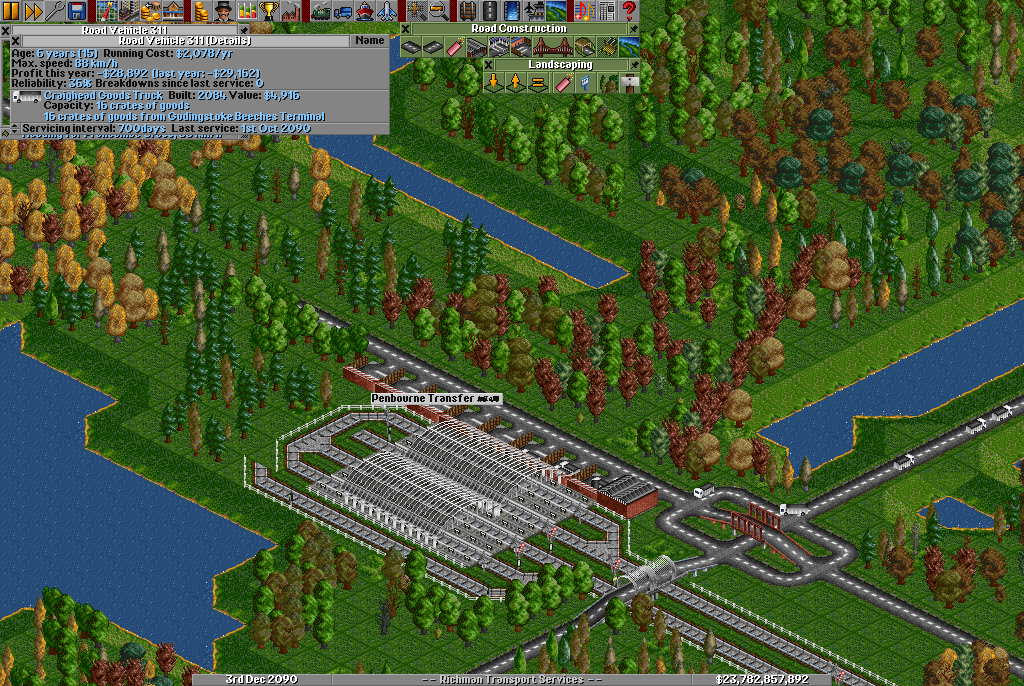 Road Vehicle 311
Road Vehicle 311 (Details)
Name
Age: 6 years (15) Running Cost: $2,078/yr
Max. speed: 88 km/h
Profit this year: -$28,892 (last year: -$29,162)
Reliability: 36% Breakdowns since last service: 0
Craighead Goods Truck Built: 2084 Value: $4,916
Capacity: 16 crates of goods
16 crates of goods from Gudingstoke Beeches Terminal
Servicing interval: 700days Last service: 1st Oct 2090
Road Construction
Landscaping
Penbourne Transfer
3rd Dec 2090
-- Richman Transport Services --
$23,782,857,892